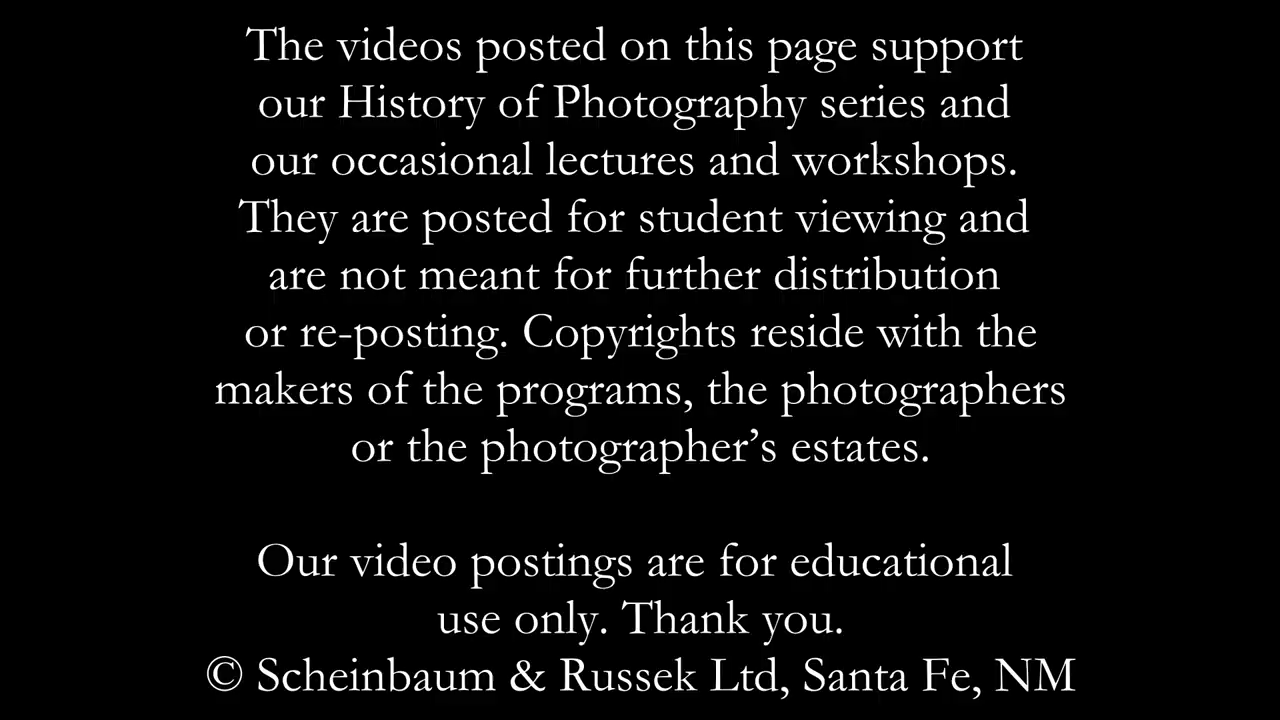 The videos posted on this page support
our History of Photography series and
our occasional lectures and workshops.
They are posted for student viewing and
are not meant for further distribution
or re-posting. Copyrights reside with the
makers of the programs, the photographers
or the photographer’s estates.
Our video postings are for educational
use only. Thank you.
© Scheinbaum & Russek Ltd, Santa Fe, NM